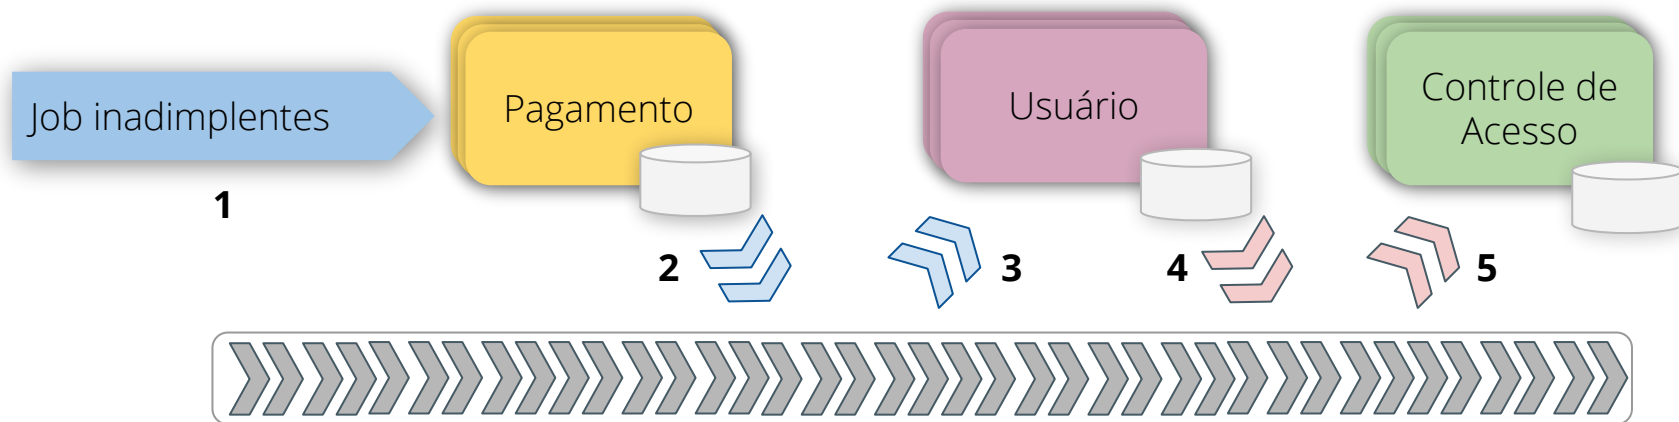 Job inadimplentes
Pagamento
Usuário
Controle de
Acesso
1
2
3
4
5